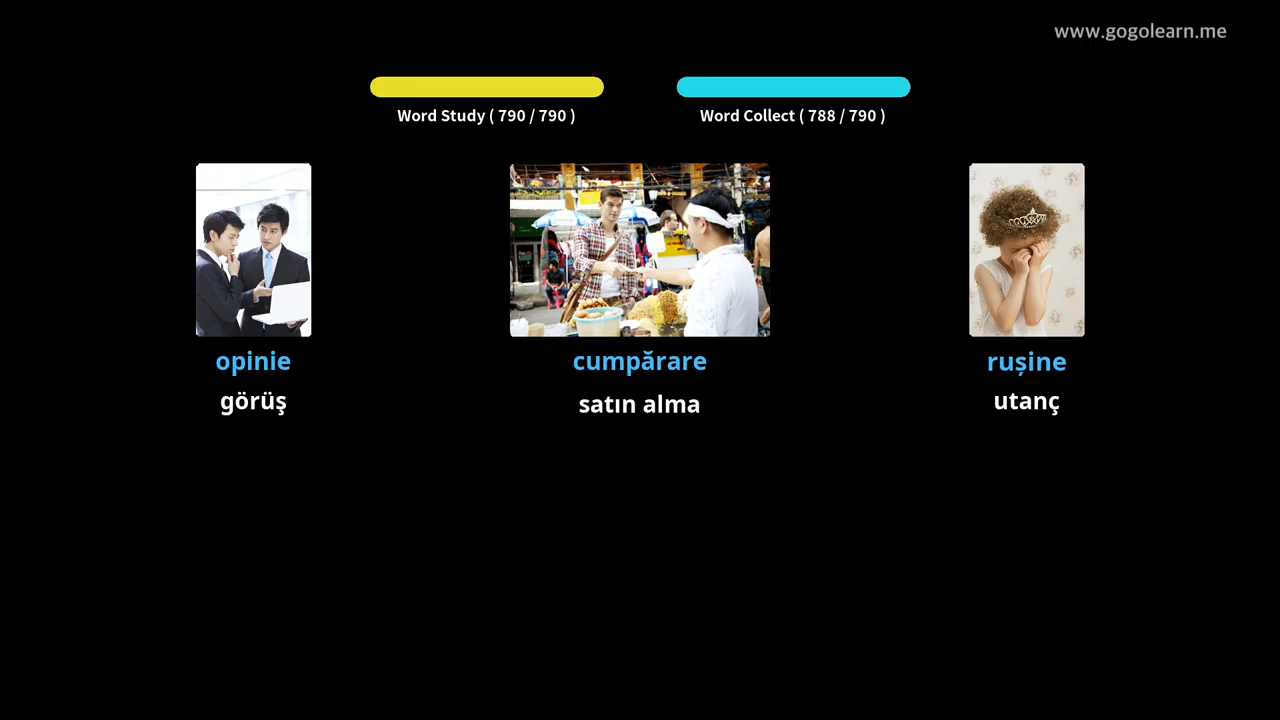 www.gogolearn.me
Word Study ( 790 / 790 )
Word Collect ( 788 / 790 )
opinie
görüş
cumpărare
satın alma
rușine
utanç